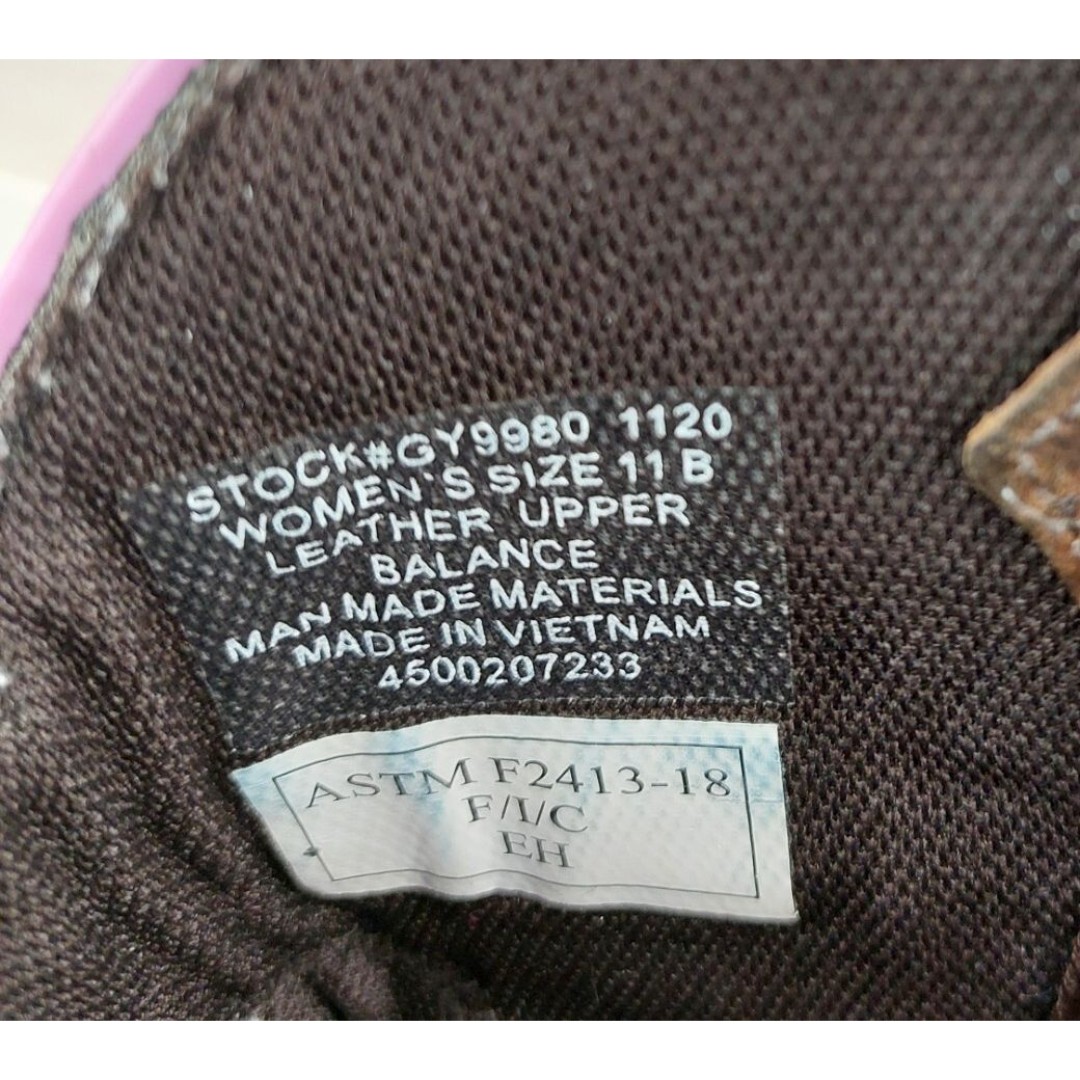 STOCK#GY9980 1120
WOMEN'S SIZE 11 B
LEATHER UPPER
BALANCE
MAN MADE MATERIALS
MADE IN VIETNAM
4500207233
ASTM F2413-18
F/I/C
EH